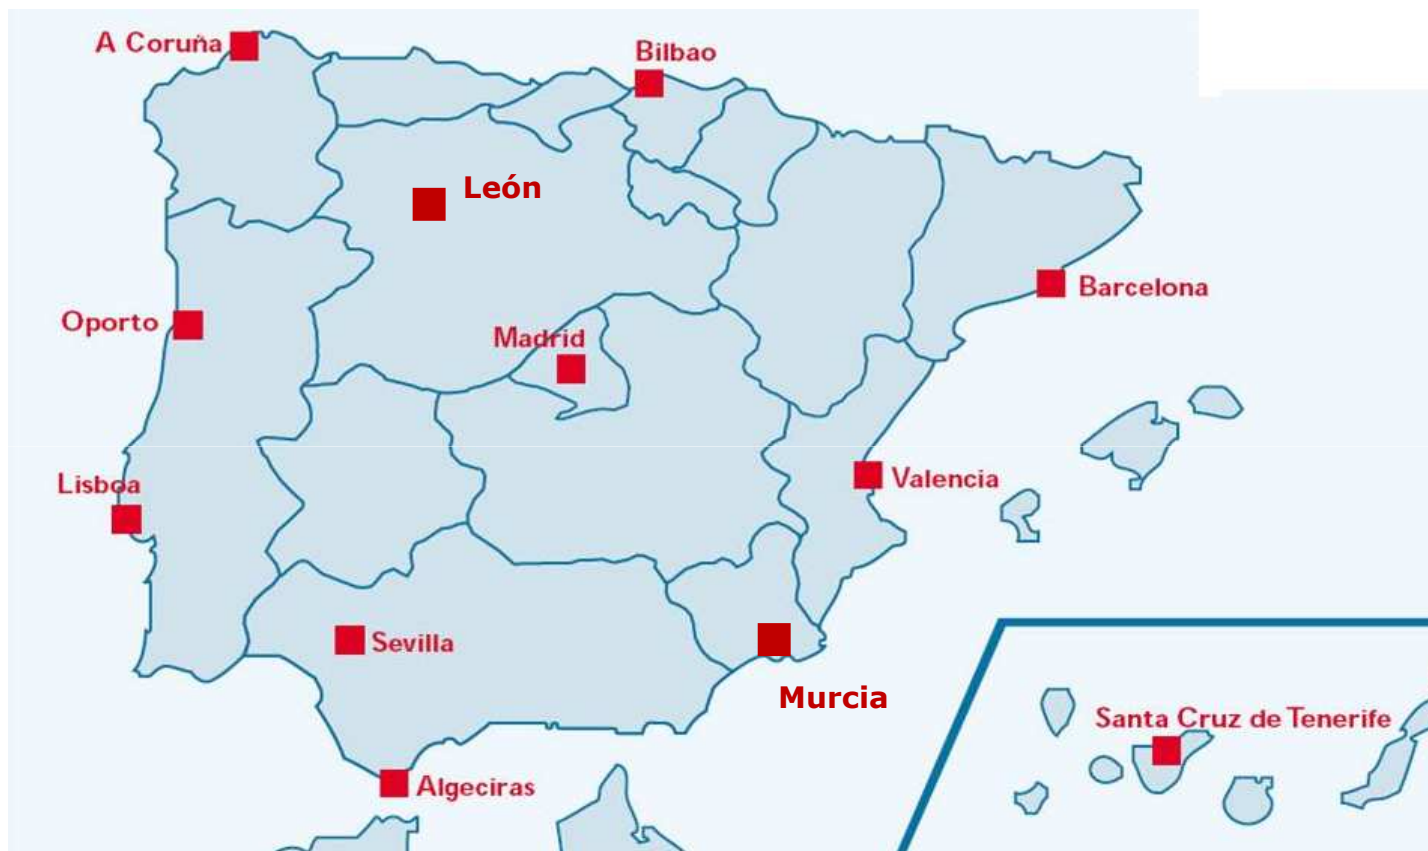 A Coruña
Bilbao
León
Barcelona
Oporto
Madrid
Lisboa
Valencia
Sevilla
Murcia
Santa Cruz de Tenerife
Algeciras